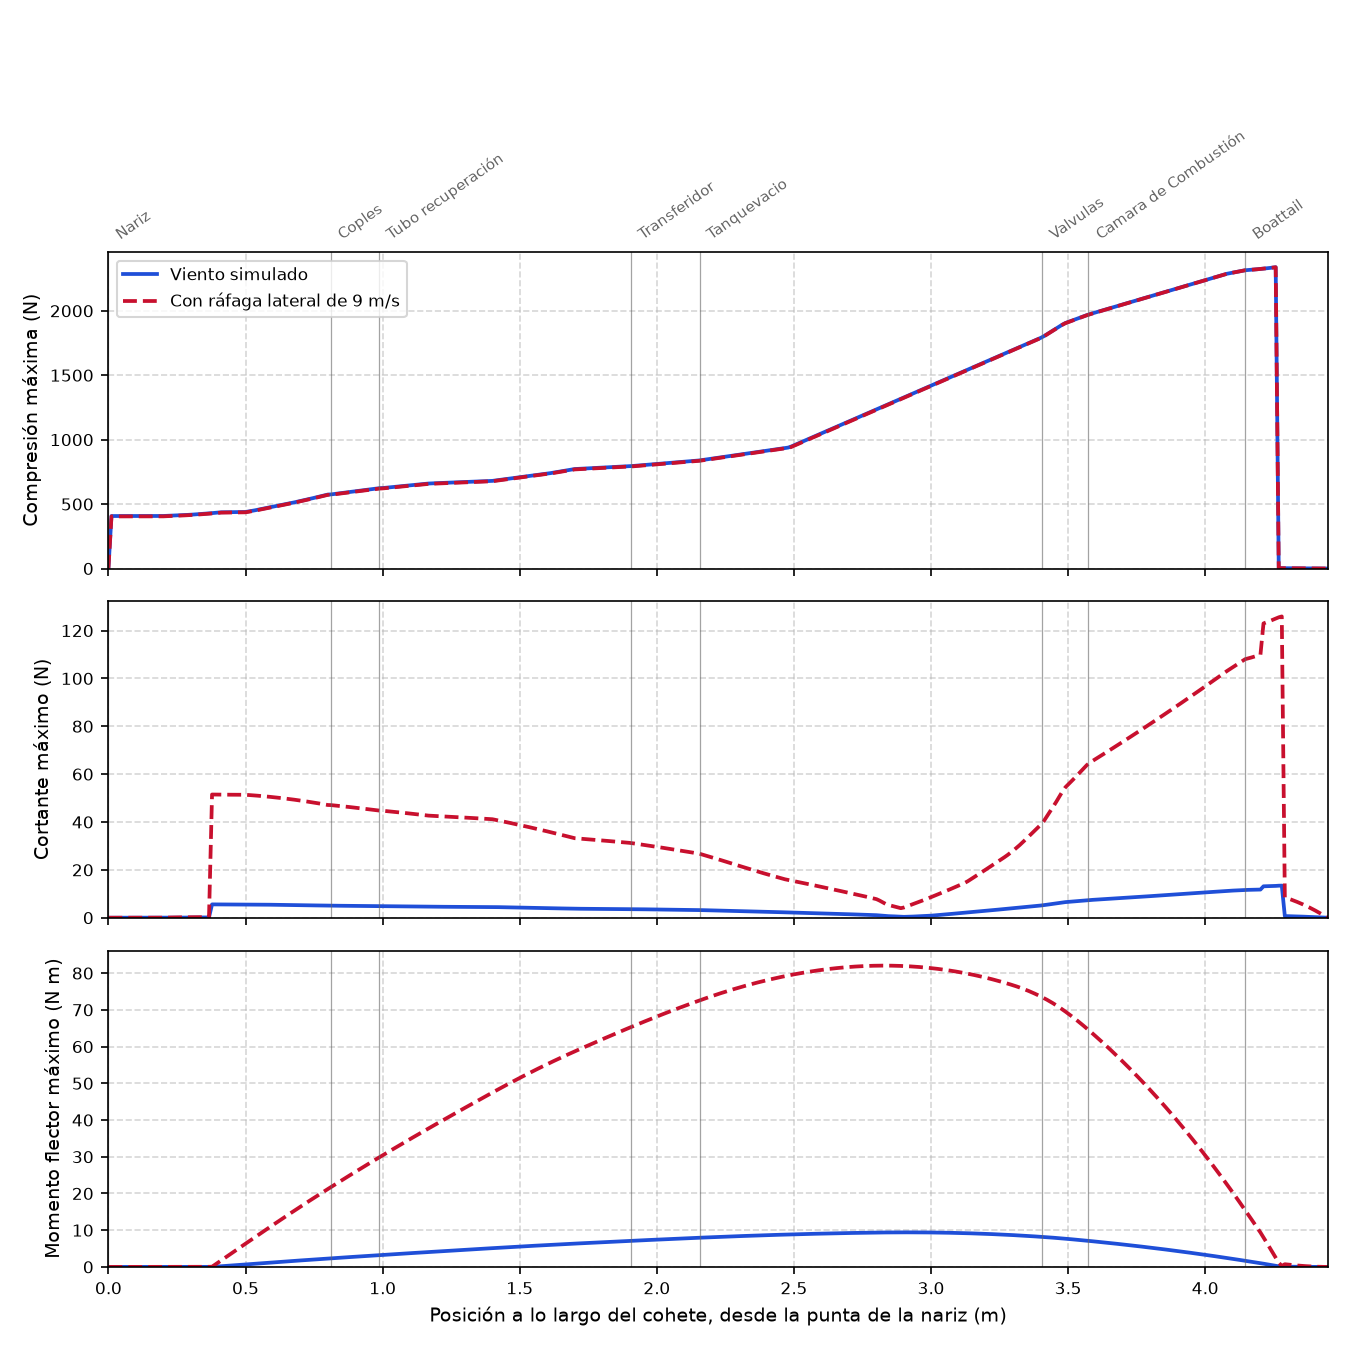 Nariz
Coples
Tubo recuperación
Transferidor
Tanquevacio
Valvulas
Camara de Combustión
Boattail
Viento simulado
Con ráfaga lateral de 9 m/s
Compresión máxima (N)
2000
1500
1000
500
0
Cortante máximo (N)
120
100
80
60
40
20
0
Momento flector máximo (N m)
80
70
60
50
40
30
20
10
0
0.0 0.5 1.0 1.5 2.0 2.5 3.0 3.5 4.0
Posición a lo largo del cohete, desde la punta de la nariz (m)